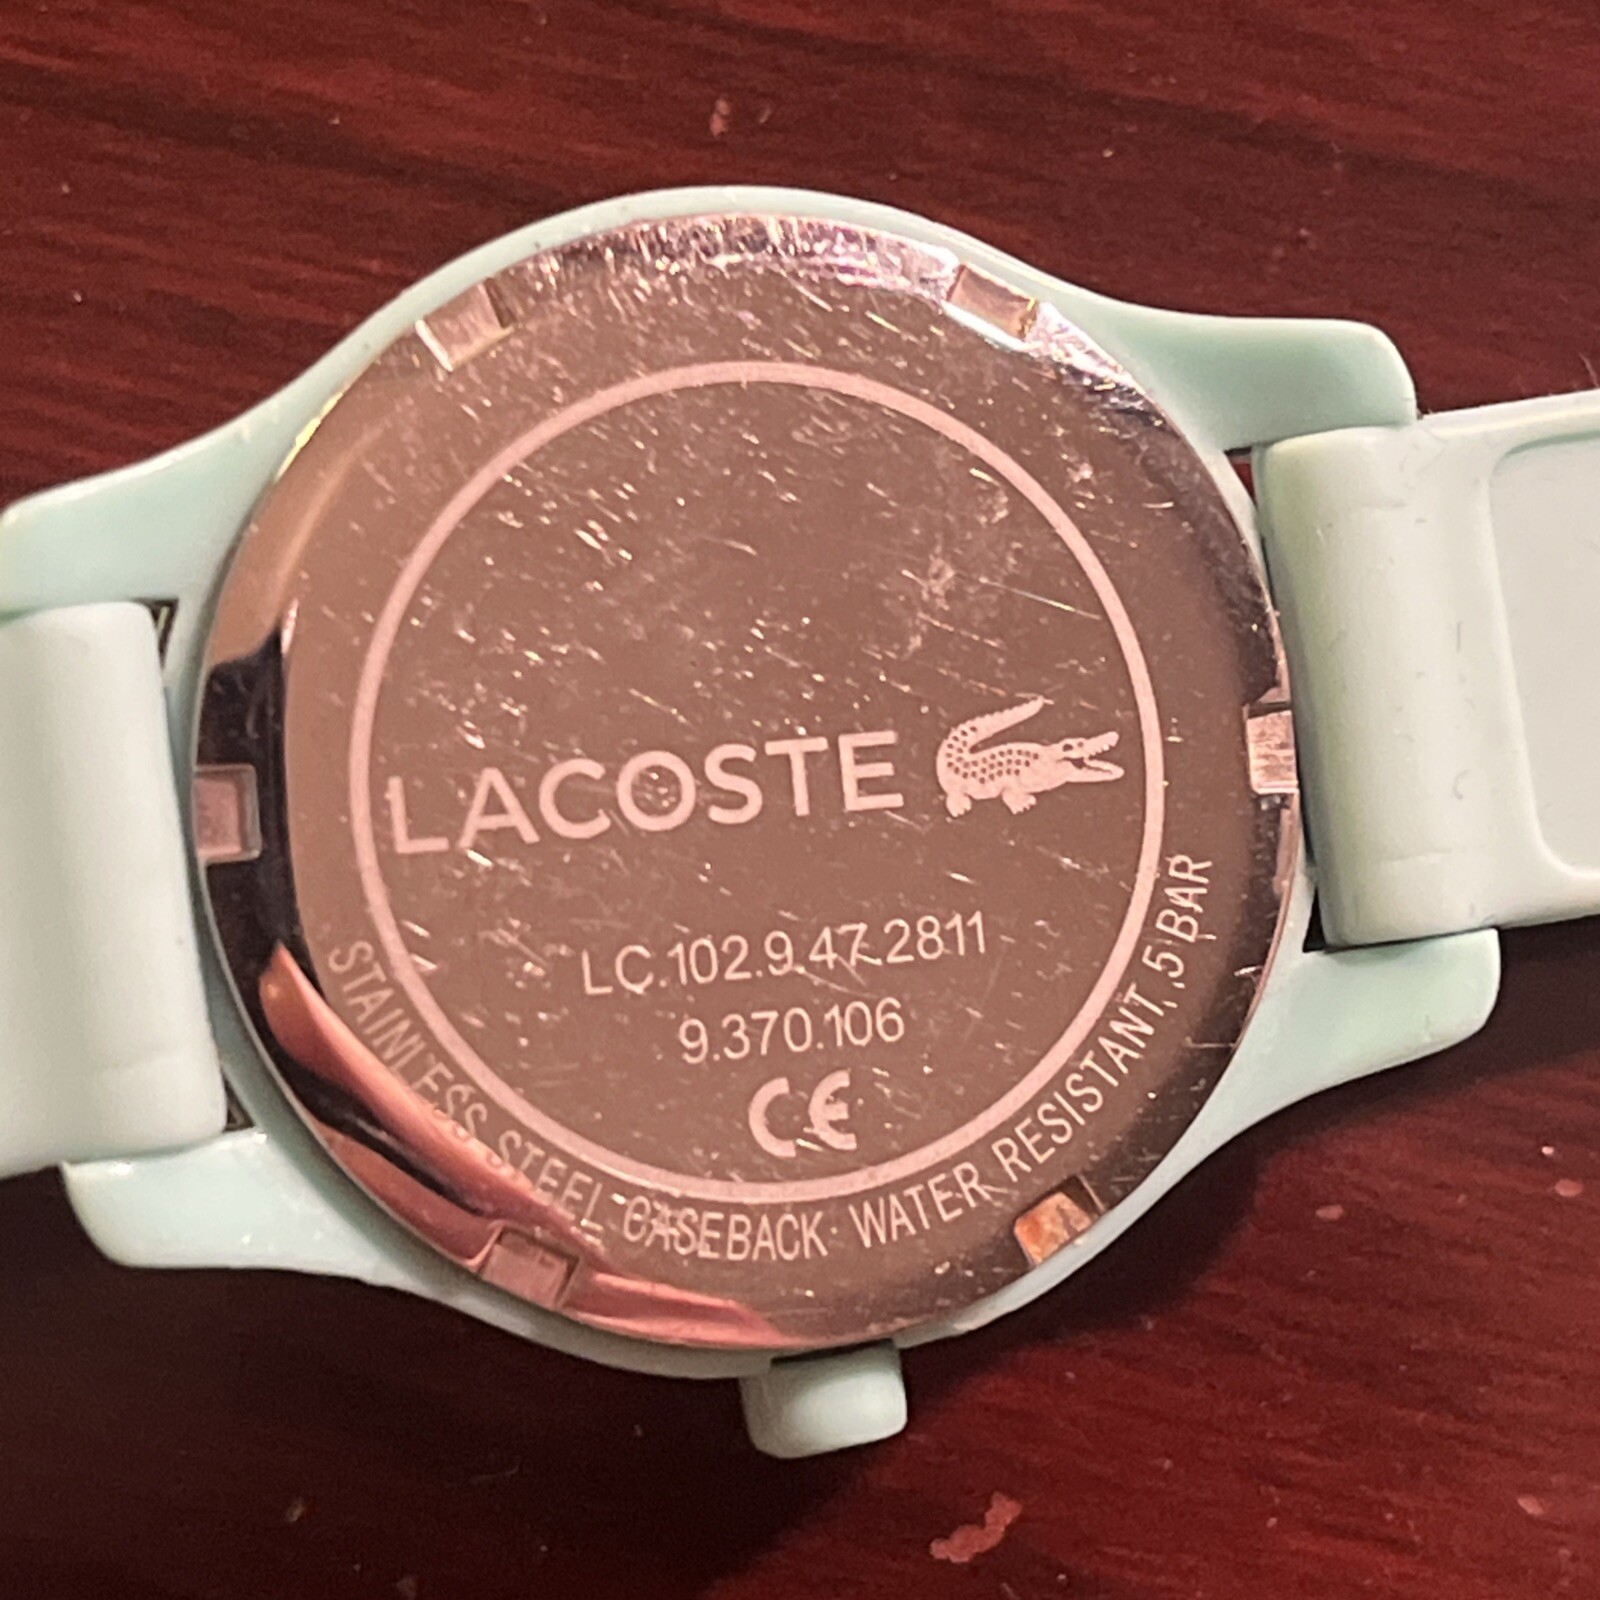 LACOSTE
LC.102.9.47.2811
9.370.106
CE
STAINLESS STEEL CASEBACK · WATER RESISTANT, 5 BAR